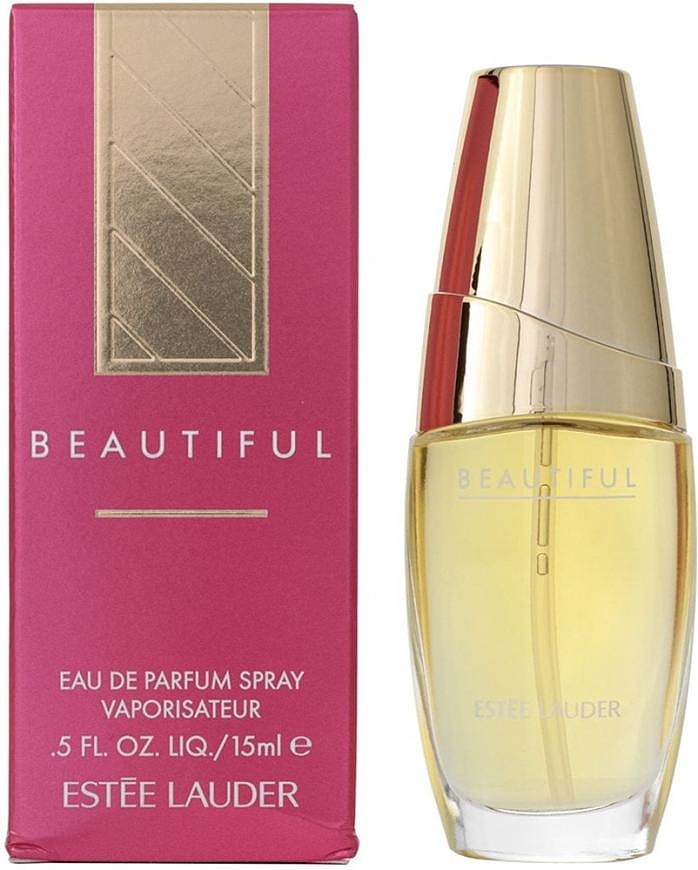 BEAUTIFUL
EAU DE PARFUM SPRAY
VAPORISATEUR
.5 FL. OZ. LIQ./15ml ℮
ESTĒE LAUDER
BEAUTIFUL
ESTĒE LAUDER